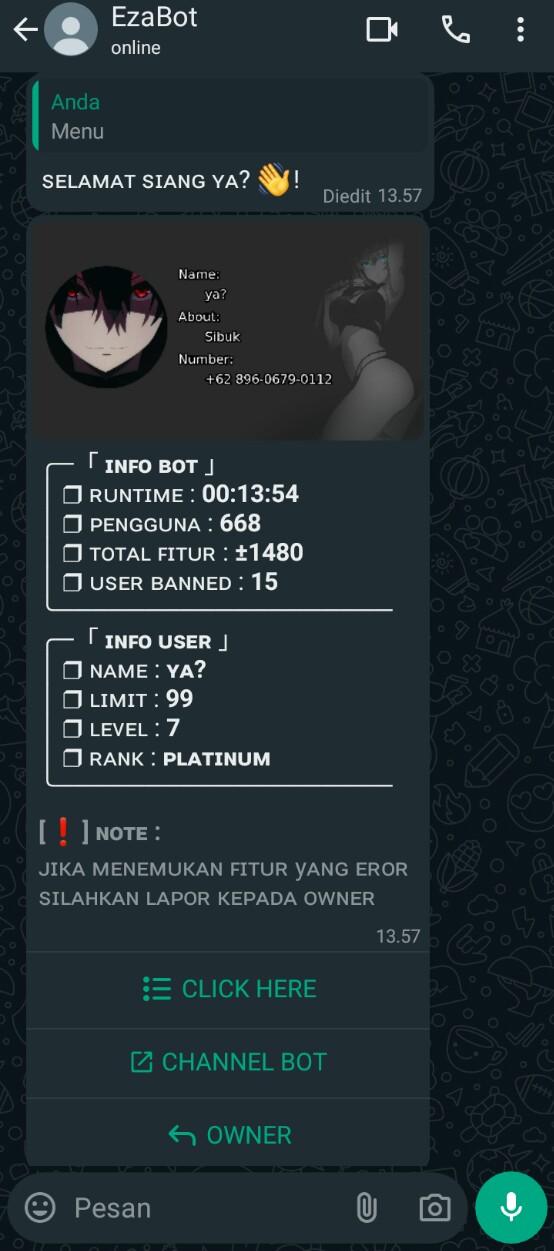 EzaBot
online
Anda
Menu
SELAMAT SIANG YA? 👋!
Diedit 13.57
Name:
ya?
About:
Sibuk
Number:
+62 896-0679-0112
「 INFO BOT 」
❐ RUNTIME : 00:13:54
❐ PENGGUNA : 668
❐ TOTAL FITUR : ±1480
❐ USER BANNED : 15
「 INFO USER 」
❐ NAME : YA?
❐ LIMIT : 99
❐ LEVEL : 7
❐ RANK : PLATINUM
[ ❗ ] NOTE :
JIKA MENEMUKAN FITUR yANG EROR
SILAHKAN LAPOR KEPADA OWNER
13.57
CLICK HERE
CHANNEL BOT
OWNER
Pesan